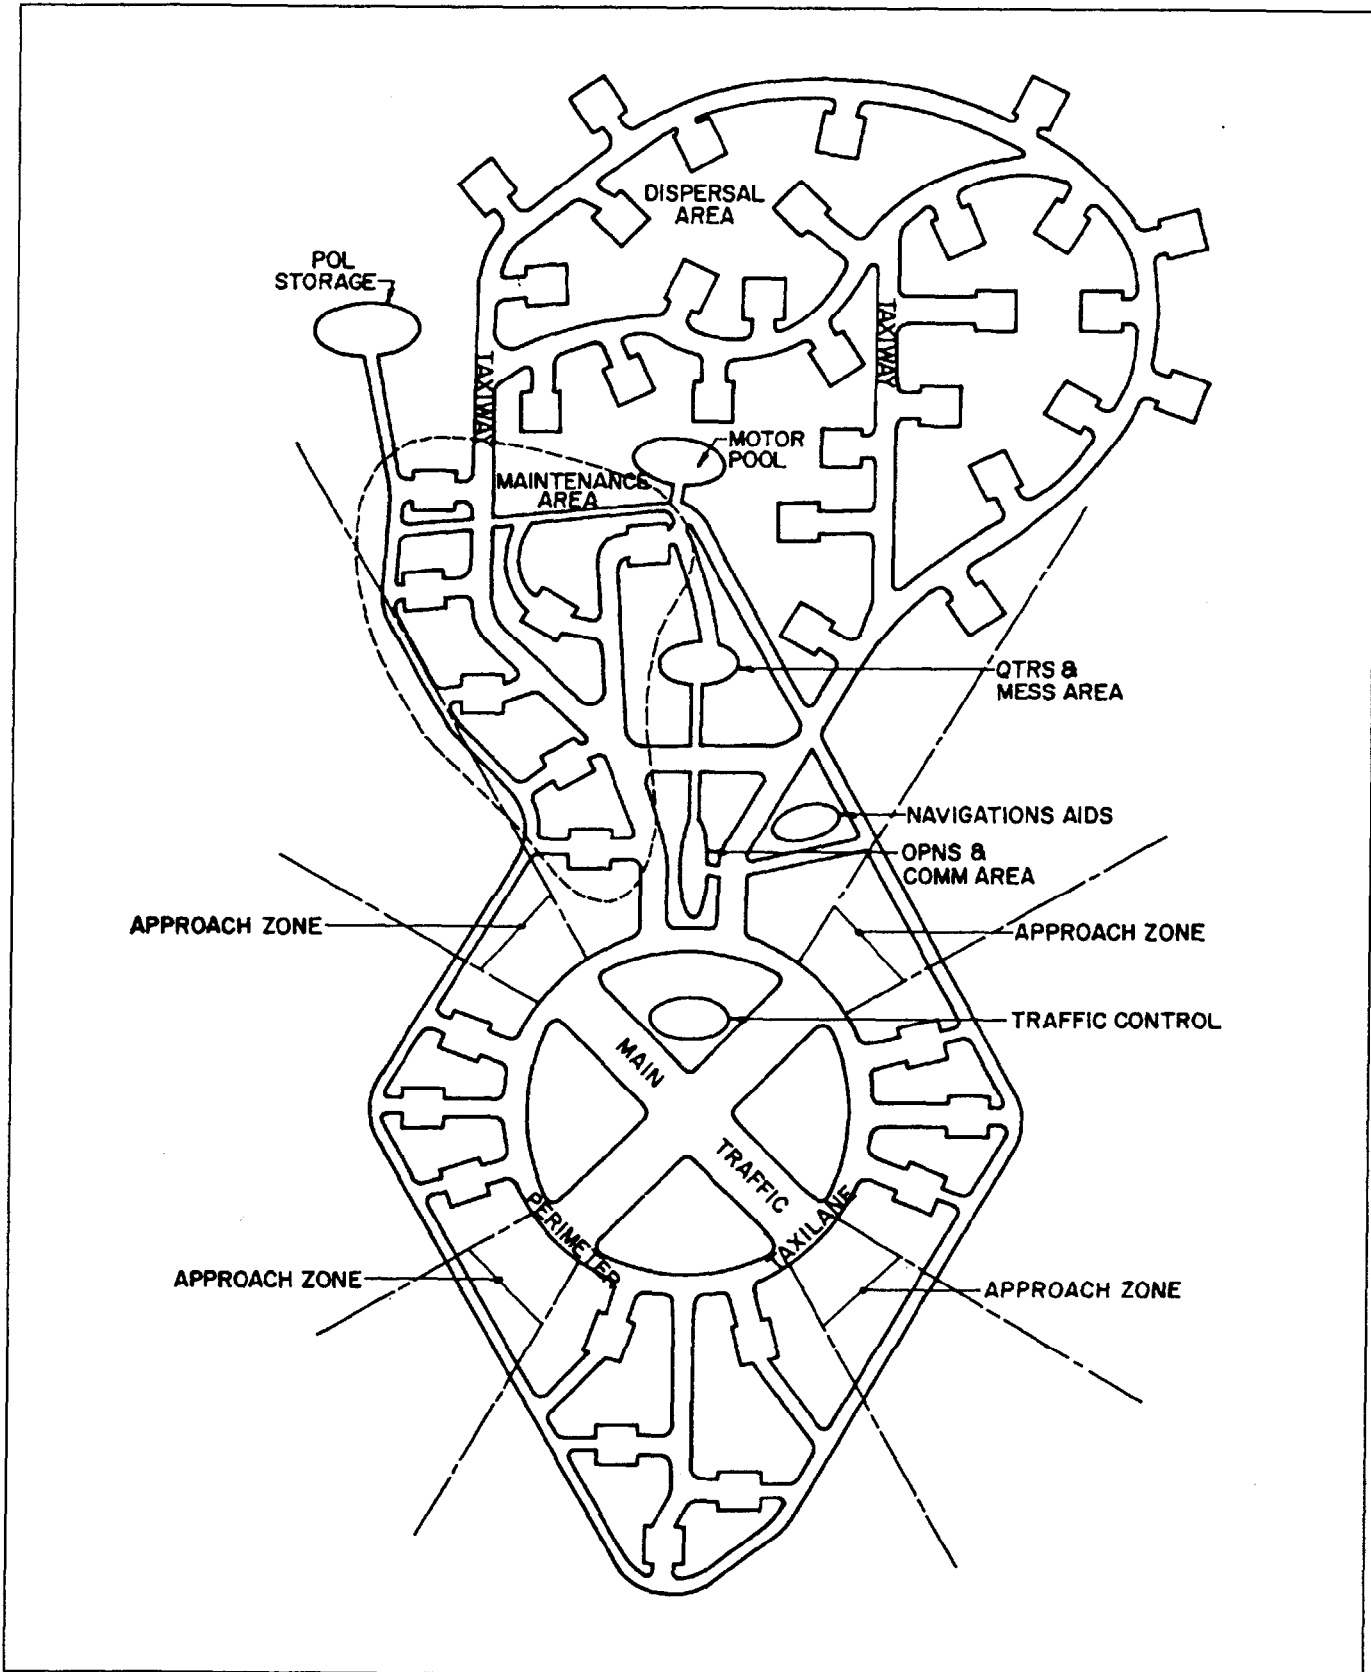 DISPERSAL
AREA
POL
STORAGE
TAXIWAY
TAXIWAY
MOTOR
POOL
MAINTENANCE
AREA
QTRS &
MESS AREA
NAVIGATIONS AIDS
OPNS &
COMM AREA
APPROACH ZONE
APPROACH ZONE
TRAFFIC CONTROL
MAIN
TRAFFIC
PERIMETER
TAXILANE
APPROACH ZONE
APPROACH ZONE